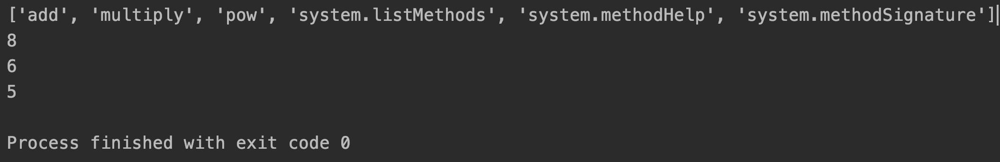 ['add', 'multiply', 'pow', 'system.listMethods', 'system.methodHelp', 'system.methodSignature']
8
6
5
Process finished with exit code 0